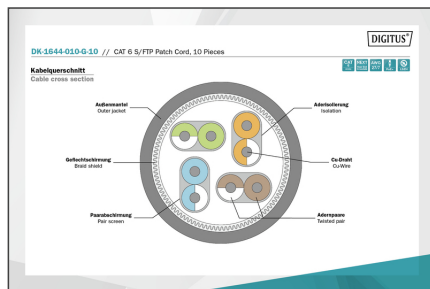 DIGITUS®
DK-1644-010-G-10 // CAT 6 S/FTP Patch Cord, 10 Pieces
Kabelquerschnitt
Cable cross section
Außenmantel
Outer jacket
Aderisolierung
Isolation
Geflechtschirmung
Braid shield
Cu-Draht
Cu-Wire
Paarabschirmung
Pair screen
Adernpaare
Twisted pair